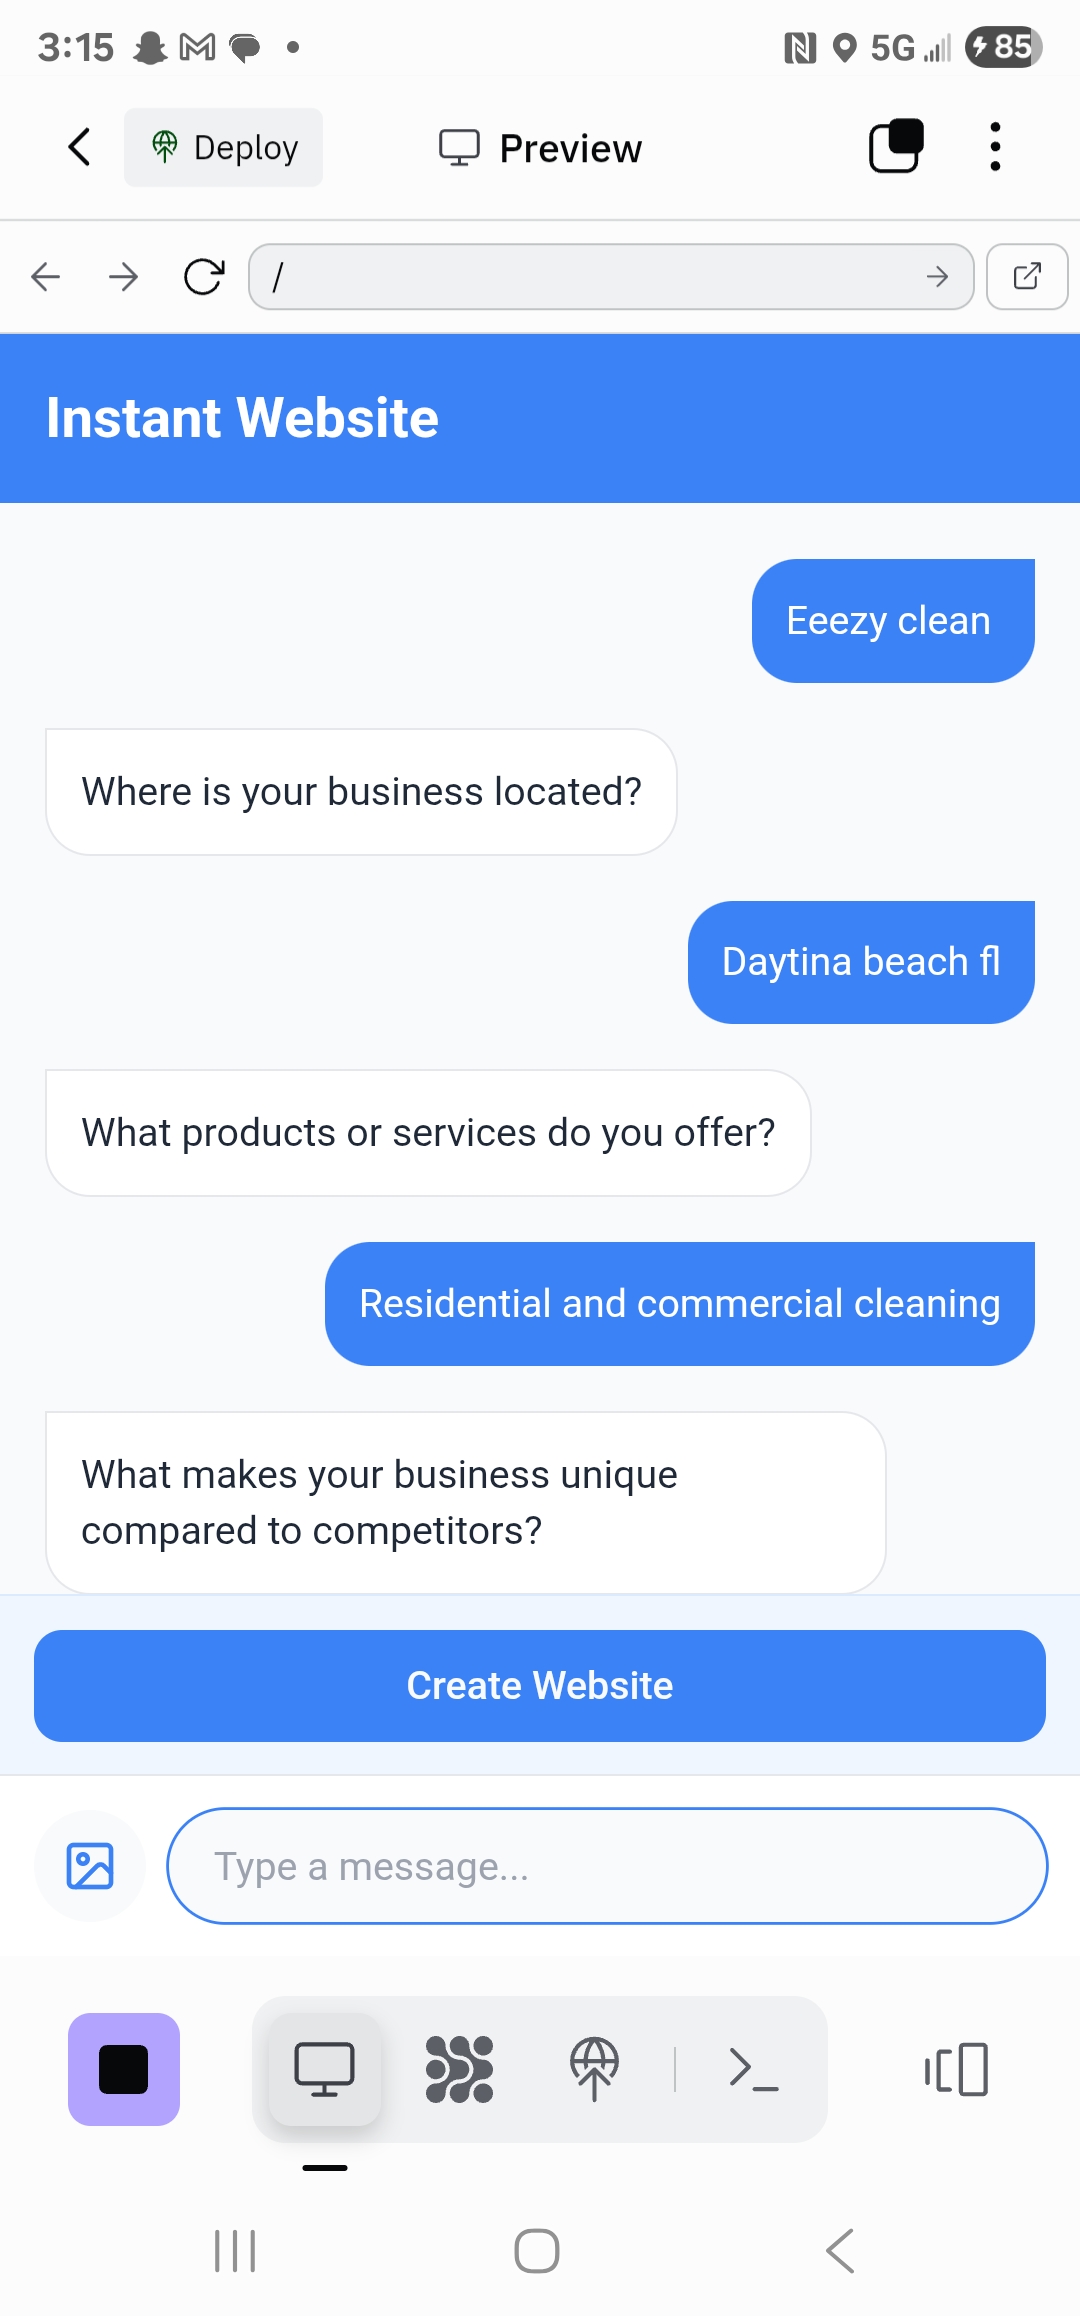 3:15
5G
85
Deploy
Preview
/
Instant Website
Eeezy clean
Where is your business located?
Daytina beach fl
What products or services do you offer?
Residential and commercial cleaning
What makes your business unique
compared to competitors?
Create Website
Type a message...